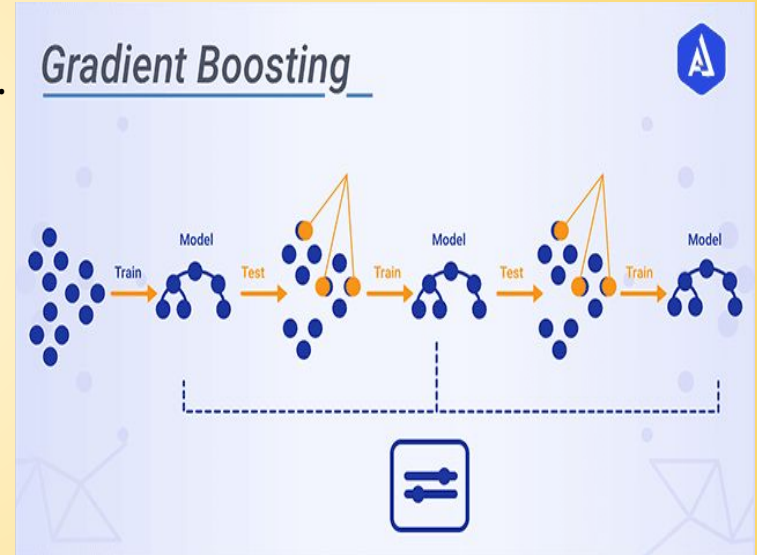 Gradient Boosting
Model
Model
Model
Train
Test
Train
Test
Train